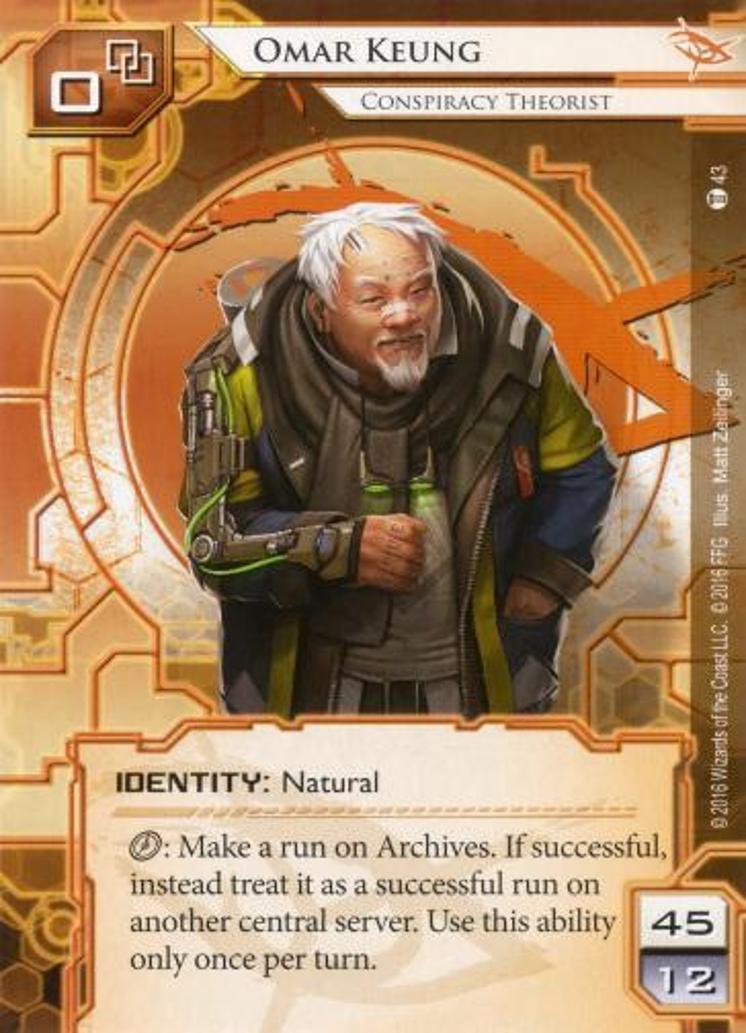 0
OMAR KEUNG
CONSPIRACY THEORIST
43
© 2016 Wizards of the Coast LLC. © 2016 FFG Illus. Matt Zeilinger
IDENTITY: Natural
: Make a run on Archives. If successful,
instead treat it as a successful run on
another central server. Use this ability
only once per turn.
45
12